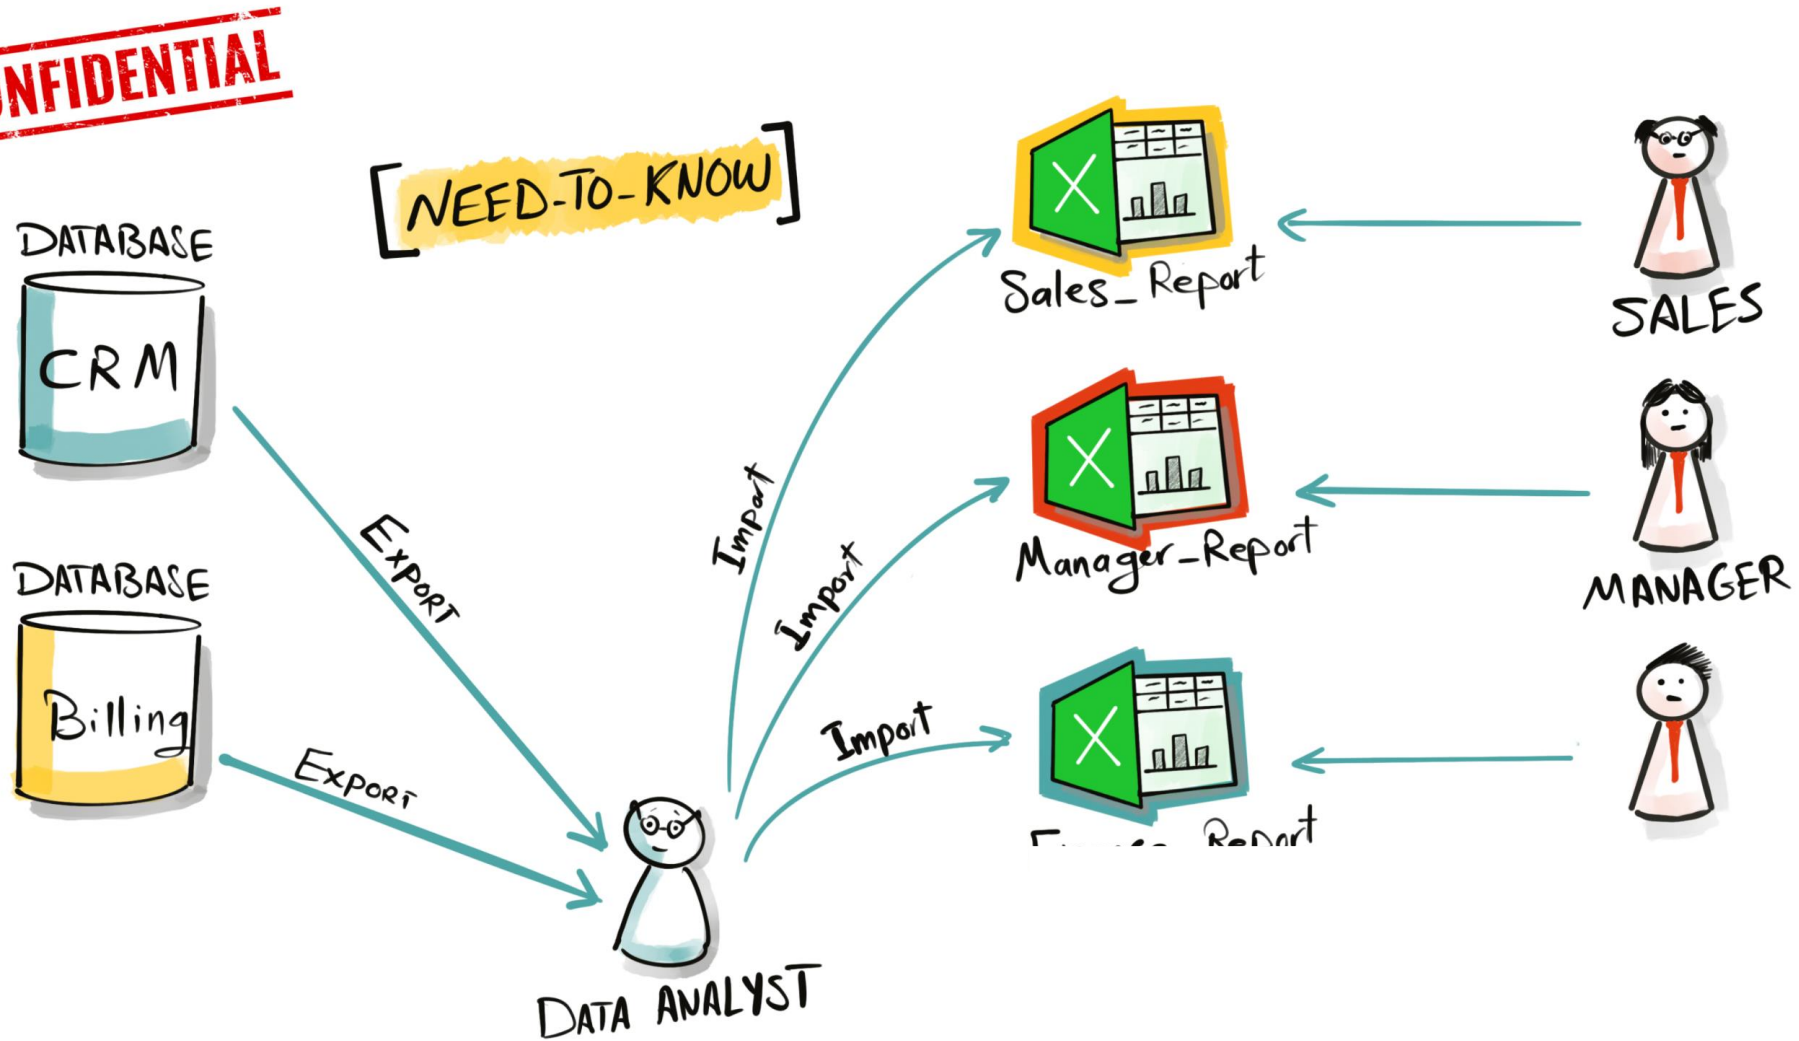 NFIDENTIAL
[NEED-TO-KNOW]
DATABASE
CRM
DATABASE
Billing
EXPORT
EXPORT
DATA ANALYST
Import
Import
Import
X
Sales_Report
X
Manager_Report
X
Report
SALES
MANAGER